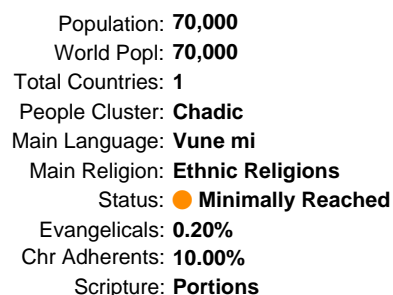 Population: 70,000
World Popl: 70,000
Total Countries: 1
People Cluster: Chadic
Main Language: Vune mi
Main Religion: Ethnic Religions
Status: Minimally Reached
Evangelicals: 0.20%
Chr Adherents: 10.00%
Scripture: Portions